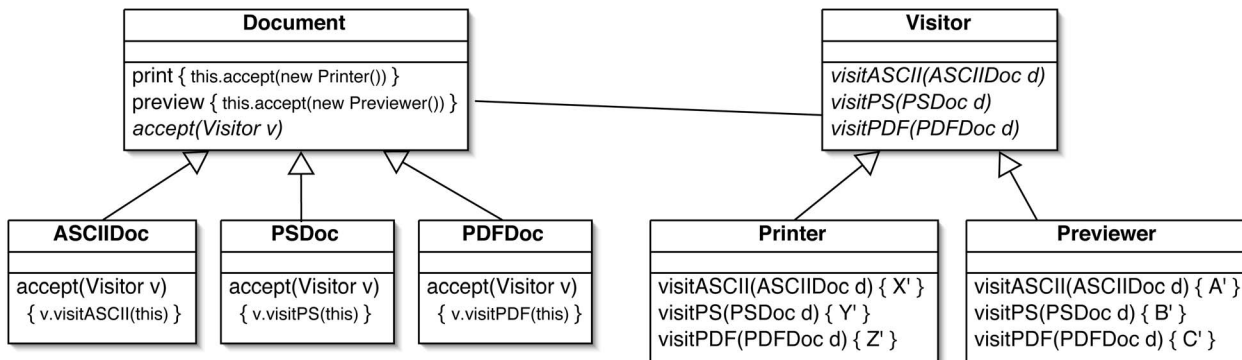 Document
print { this.accept(new Printer()) }
preview { this.accept(new Previewer()) }
accept(Visitor v)
Visitor
visitASCII(ASCIIDoc d)
visitPS(PSDoc d)
visitPDF(PDFDoc d)
ASCIIDoc
accept(Visitor v)
{ v.visitASCII(this) }
PSDoc
accept(Visitor v)
{ v.visitPS(this) }
PDFDoc
accept(Visitor v)
{ v.visitPDF(this) }
Printer
visitASCII(ASCIIDoc d) { X' }
visitPS(PSDoc d) { Y' }
visitPDF(PDFDoc d) { Z' }
Previewer
visitASCII(ASCIIDoc d) { A' }
visitPS(PSDoc d) { B' }
visitPDF(PDFDoc d) { C' }